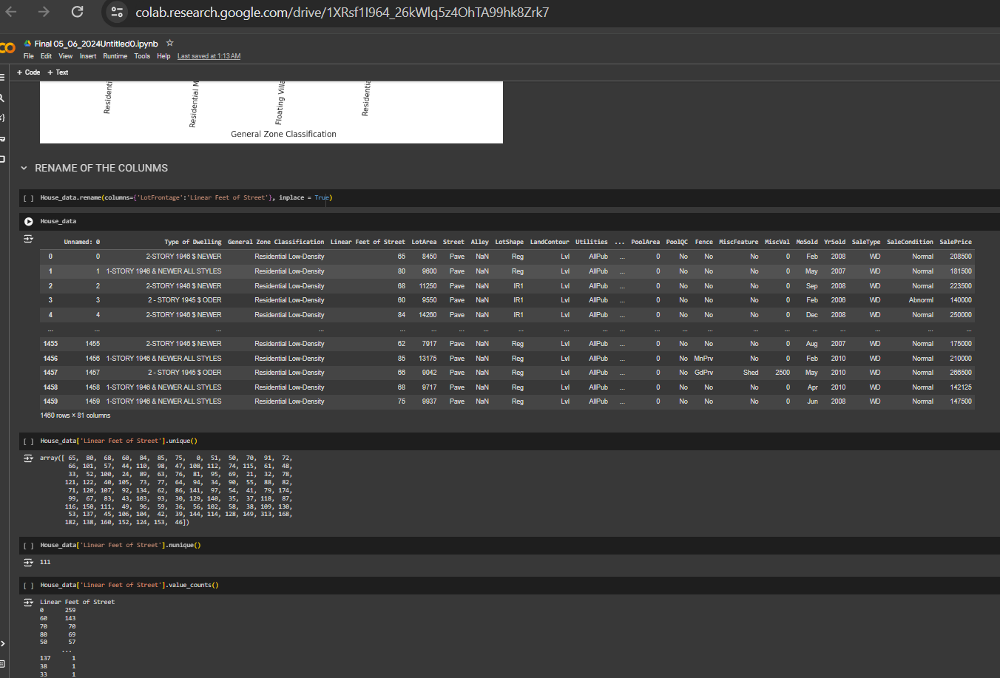 colab.research.google.com/drive/1XRsf1I964_26kWlq5z4OhTA99hk8Zrk7
Final 05_06_2024Untitled0.ipynb
File Edit View Insert Runtime Tools Help Last saved at 1:13 AM
+ Code + Text
Residenti
Residential M
Floating Villa
Residentia
General Zone Classification
RENAME OF THE COLUNMS
[ ] House_data.rename(columns={'LotFrontage':'Linear Feet of Street'}, inplace = True)
House_data
Unnamed: 0 Type of Dwelling General Zone Classification Linear Feet of Street LotArea Street Alley LotShape LandContour Utilities ... PoolArea PoolQC Fence MiscFeature MiscVal MoSold YrSold SaleType SaleCondition SalePrice
0 0 2-STORY 1946 $ NEWER Residential Low-Density 65 8450 Pave NaN Reg Lvl AllPub ... 0 No No No 0 Feb 2008 WD Normal 208500
1 1 1-STORY 1946 & NEWER ALL STYLES Residential Low-Density 80 9600 Pave NaN Reg Lvl AllPub ... 0 No No No 0 May 2007 WD Normal 181500
2 2 2-STORY 1946 $ NEWER Residential Low-Density 68 11250 Pave NaN IR1 Lvl AllPub ... 0 No No No 0 Sep 2008 WD Normal 223500
3 3 2 - STORY 1945 $ ODER Residential Low-Density 60 9550 Pave NaN IR1 Lvl AllPub ... 0 No No No 0 Feb 2006 WD Abnorml 140000
4 4 2-STORY 1946 $ NEWER Residential Low-Density 84 14260 Pave NaN IR1 Lvl AllPub ... 0 No No No 0 Dec 2008 WD Normal 250000
... ... ... ... ... ... ... ... ... ... ... ... ... ... ... ... ... ... ... ... ... ...
1455 1455 2-STORY 1946 $ NEWER Residential Low-Density 62 7917 Pave NaN Reg Lvl AllPub ... 0 No No No 0 Aug 2007 WD Normal 175000
1456 1456 1-STORY 1946 & NEWER ALL STYLES Residential Low-Density 85 13175 Pave NaN Reg Lvl AllPub ... 0 No MnPrv No 0 Feb 2010 WD Normal 210000
1457 1457 2 - STORY 1945 $ ODER Residential Low-Density 66 9042 Pave NaN Reg Lvl AllPub ... 0 No GdPrv Shed 2500 May 2010 WD Normal 266500
1458 1458 1-STORY 1946 & NEWER ALL STYLES Residential Low-Density 68 9717 Pave NaN Reg Lvl AllPub ... 0 No No No 0 Apr 2010 WD Normal 142125
1459 1459 1-STORY 1946 & NEWER ALL STYLES Residential Low-Density 75 9937 Pave NaN Reg Lvl AllPub ... 0 No No No 0 Jun 2008 WD Normal 147500
1460 rows × 81 columns
[ ] House_data['Linear Feet of Street'].unique()
array([ 65, 80, 68, 60, 84, 85, 75, 0, 51, 50, 70, 91, 72,
66, 101, 57, 44, 110, 98, 47, 108, 112, 74, 115, 61, 48,
33, 52, 100, 24, 89, 63, 76, 81, 95, 69, 21, 32, 78,
121, 122, 40, 105, 73, 77, 64, 94, 34, 90, 55, 88, 82,
71, 120, 107, 92, 134, 62, 86, 141, 97, 54, 41, 79, 174,
99, 67, 83, 43, 103, 93, 30, 129, 140, 35, 37, 118, 87,
116, 150, 111, 49, 96, 59, 36, 56, 102, 58, 38, 109, 130,
53, 137, 45, 106, 104, 42, 39, 144, 114, 128, 149, 313, 168,
182, 138, 160, 152, 124, 153, 46])
[ ] House_data['Linear Feet of Street'].nunique()
111
[ ] House_data['Linear Feet of Street'].value_counts()
Linear Feet of Street
0 259
60 143
70 70
80 69
50 57
...
137 1
38 1
33 1